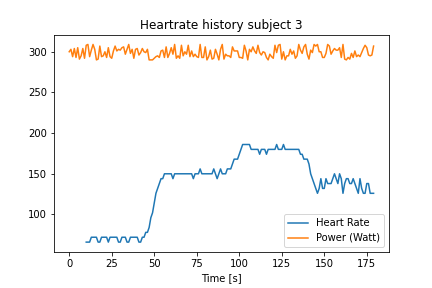 Heartrate history subject 3
300
250
200
150
100
Heart Rate
Power (Watt)
0 25 50 75 100 125 150 175
Time [s]